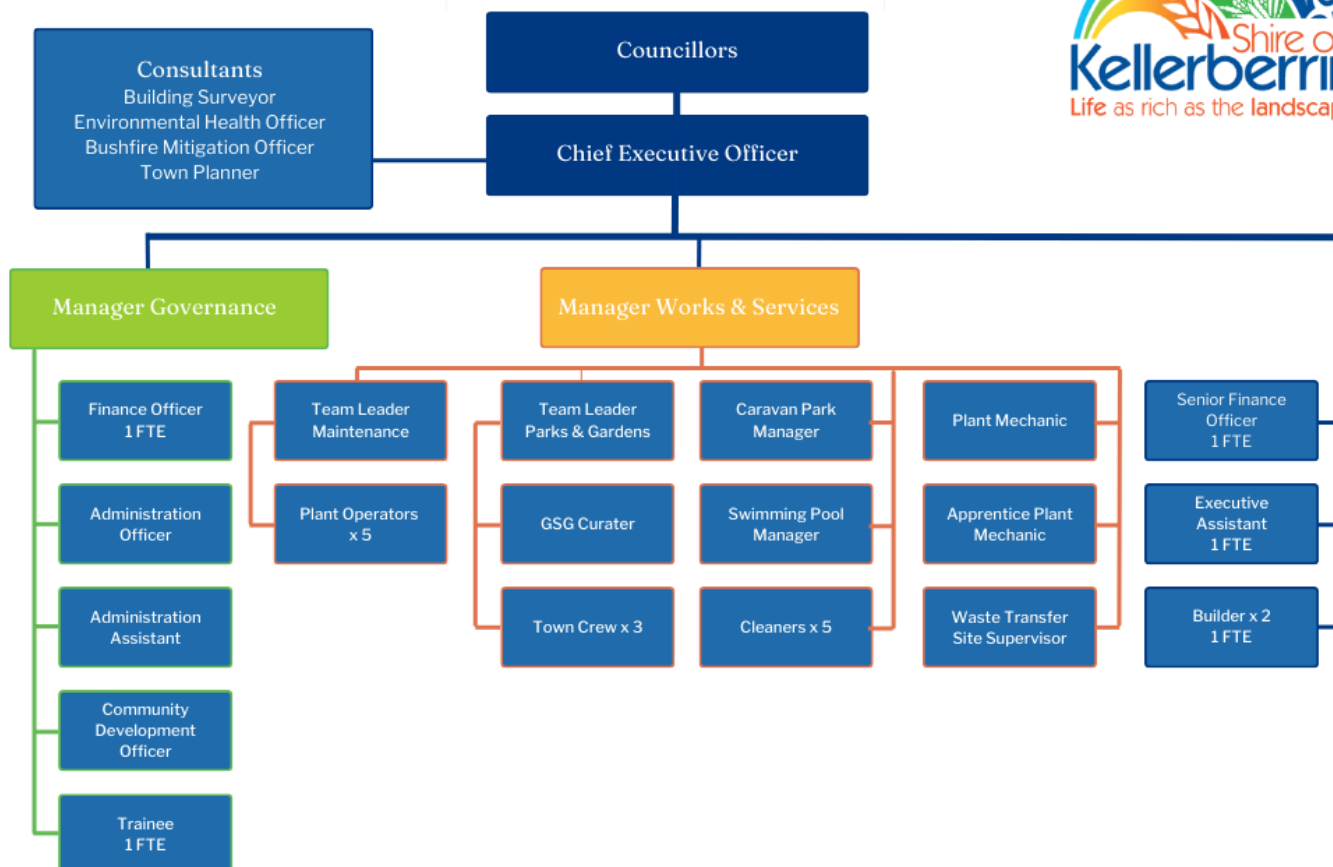 Consultants
Building Surveyor
Environmental Health Officer
Bushfire Mitigation Officer
Town Planner
Councillors
Chief Executive Officer
Shire o
Kellerberri
Life as rich as the landscap
Manager Governance
Manager Works & Services
Finance Officer
1 FTE
Administration
Officer
Administration
Assistant
Community
Development
Officer
Trainee
1 FTE
Team Leader
Maintenance
Plant Operators
x 5
Team Leader
Parks & Gardens
GSG Curater
Town Crew x 3
Caravan Park
Manager
Swimming Pool
Manager
Cleaners x 5
Plant Mechanic
Apprentice Plant
Mechanic
Waste Transfer
Site Supervisor
Senior Finance
Officer
1 FTE
Executive
Assistant
1 FTE
Builder x 2
1 FTE